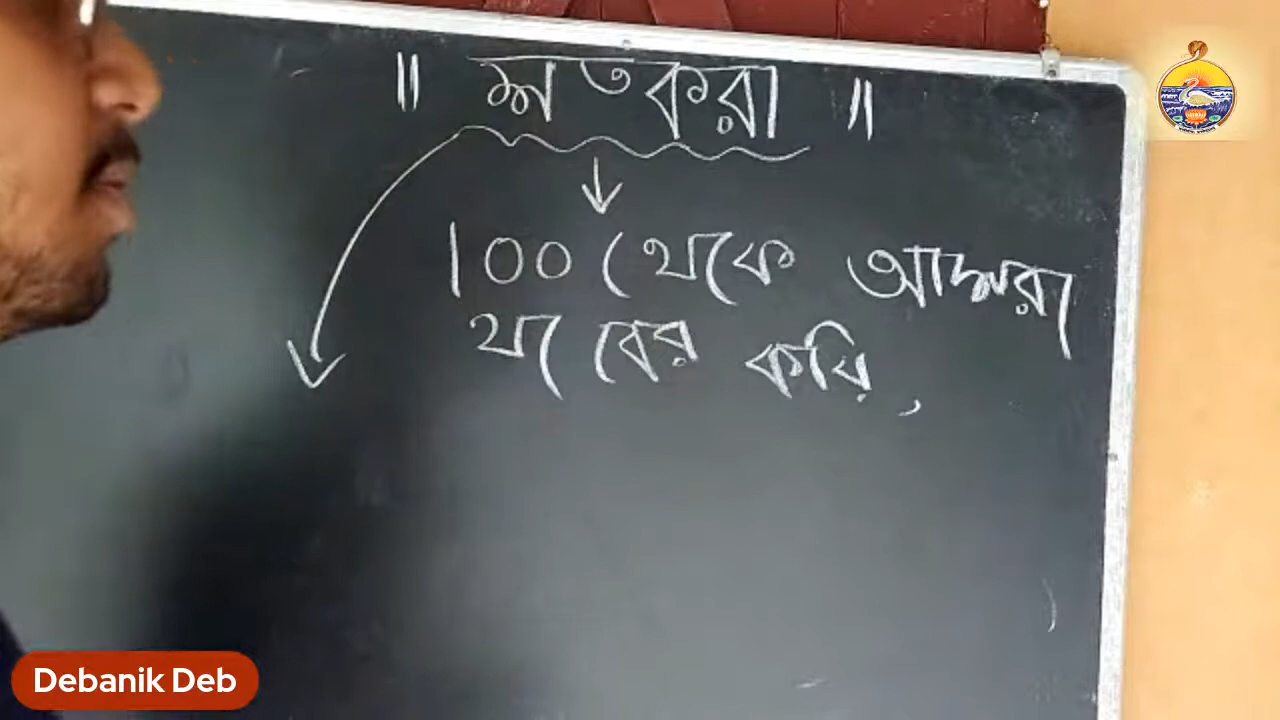 ॥ শতকরা ॥
100 থেকে আমরা
যা বের করি,
Debanik Deb